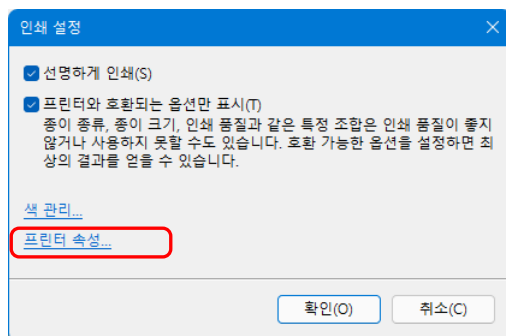 인쇄 설정
선명하게 인쇄(S)
프린터와 호환되는 옵션만 표시(T)
종이 종류, 종이 크기, 인쇄 품질과 같은 특정 조합은 인쇄 품질이 좋지
않거나 사용하지 못할 수도 있습니다. 호환 가능한 옵션을 설정하면 최
상의 결과를 얻을 수 있습니다.
색 관리...
프린터 속성...
확인(O)
취소(C)